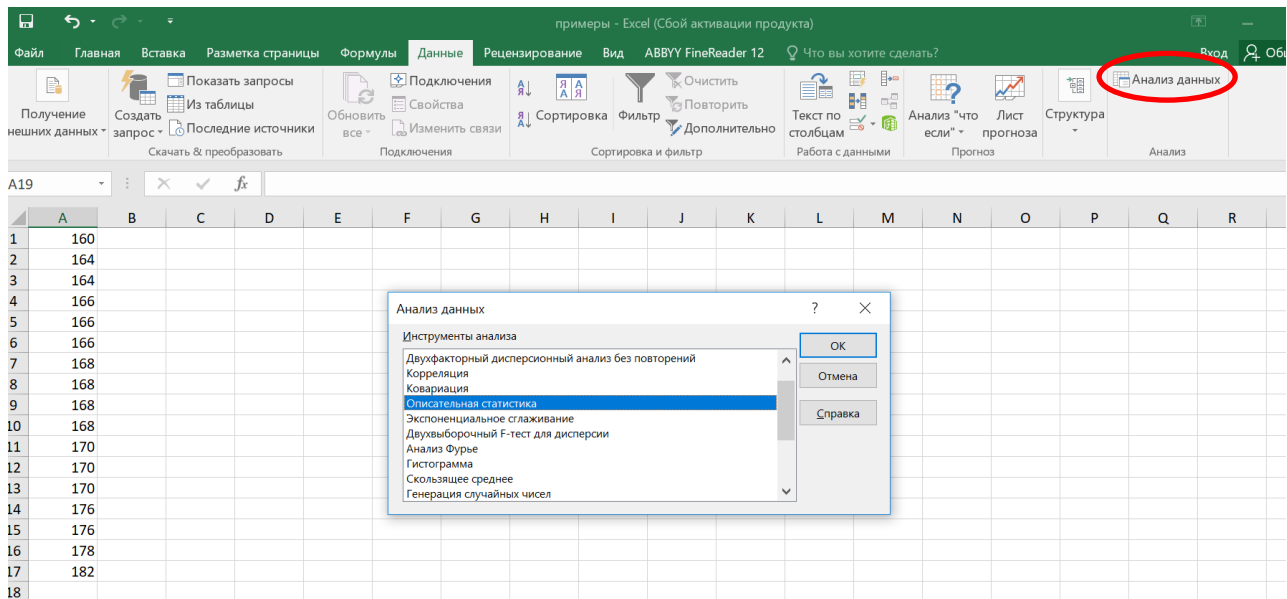 примеры - Excel (Сбой активации продукта)
Файл Главная Вставка Разметка страницы Формулы Данные Рецензирование Вид ABBYY FineReader 12 Что вы хотите сделать? Вход Общ
Получение
нешних данных
Создать
запрос
Показать запросы
Из таблицы
Последние источники
Скачать & преобразовать
Обновить
все
Подключения
Свойства
Изменить связи
Подключения
Сортировка
Фильтр
Очистить
Повторить
Дополнительно
Сортировка и фильтр
Текст по
столбцам
Работа с данными
Анализ "что
если"
Лист
прогноза
Прогноз
Структура
Анализ данных
Анализ
A19 fx
A B C D E F G H I J K L M N O P Q R
1 160
2 164
3 164
4 166
5 166
6 166
7 168
8 168
9 168
10 168
11 170
12 170
13 170
14 176
15 176
16 178
17 182
18
Анализ данных ?
Инструменты анализа
Двухфакторный дисперсионный анализ без повторений
Корреляция
Ковариация
Описательная статистика
Экспоненциальное сглаживание
Двухвыборочный F-тест для дисперсии
Анализ Фурье
Гистограмма
Скользящее среднее
Генерация случайных чисел
ОК
Отмена
Справка